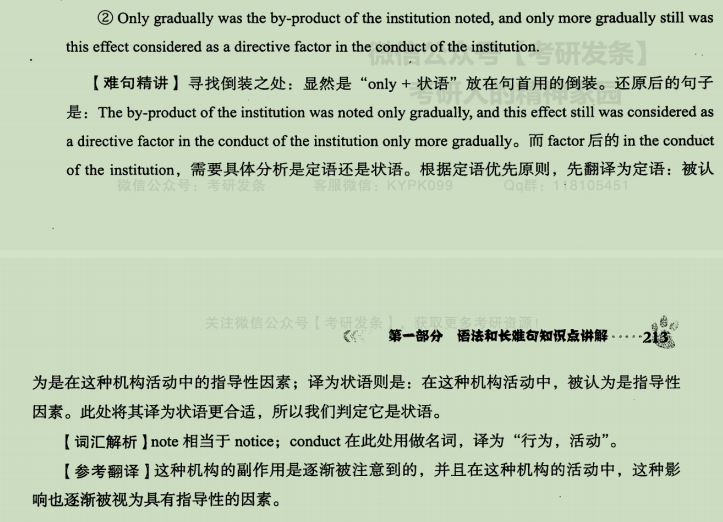 ② Only gradually was the by-product of the institution noted, and only more gradually still was
this effect considered as a directive factor in the conduct of the institution.
微信公众号【考研发条】
【难句精讲】寻找倒装之处：显然是“only + 状语”放在句首用的倒装。还原后的句子
考研人的精神家园
是：The by-product of the institution was noted only gradually, and this effect still was considered as
a directive factor in the conduct of the institution only more gradually。而 factor 后的 in the conduct
of the institution，需要具体分析是定语还是状语。根据定语优先原则，先翻译为定语：被认
微信公众号：考研发条 客服微信：KYPK099 Qq群：118105451
关注微信公众号【考研发条】，获取更多考研资源！
第一部分 语法和长难句知识点讲解 ·····213
为是在这种机构活动中的指导性因素；译为状语则是：在这种机构活动中，被认为是指导性
因素。此处将其译为状语更合适，所以我们判定它是状语。
【词汇解析】note 相当于 notice；conduct 在此处用做名词，译为“行为，活动”。
【参考翻译】这种机构的副作用是逐渐被注意到的，并且在这种机构的活动中，这种影
响也逐渐被视为具有指导性的因素。